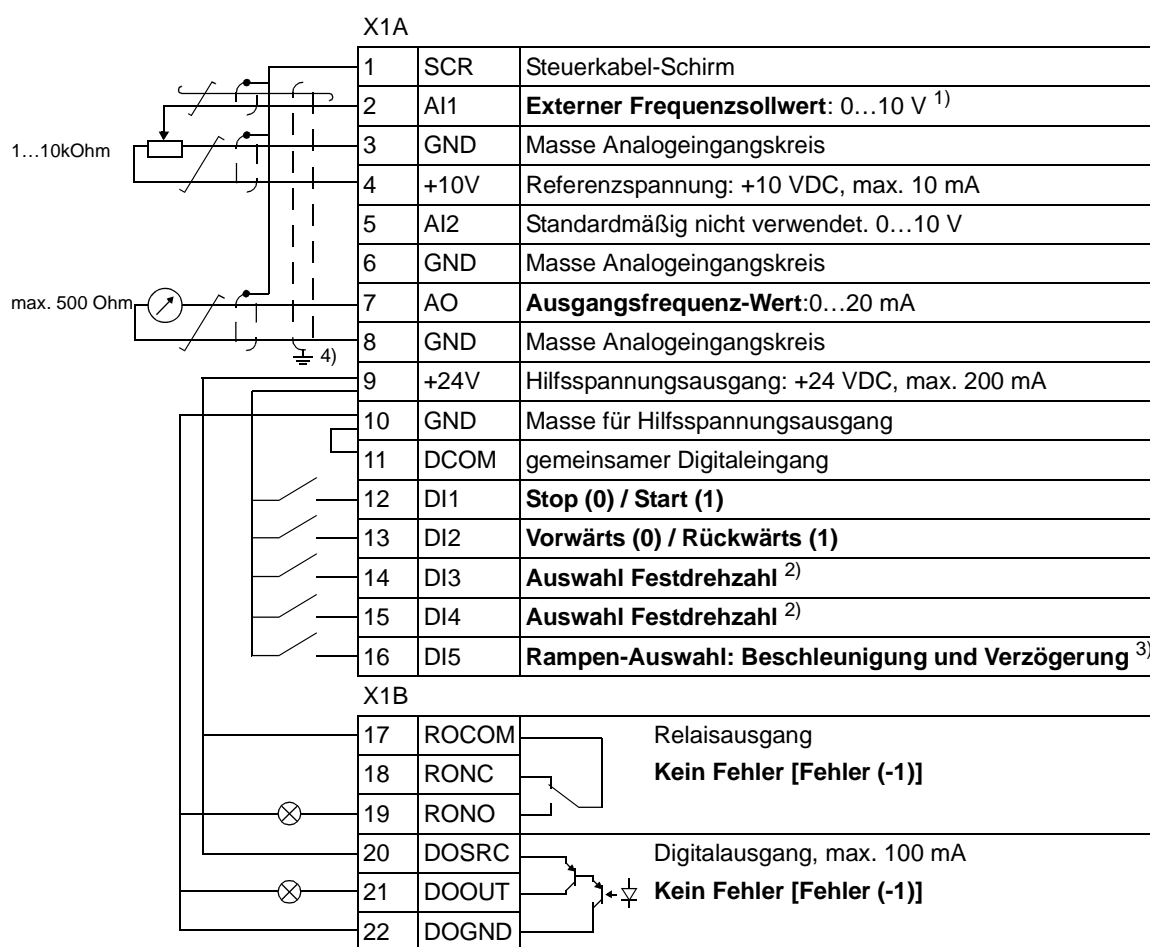 X1A
1 SCR Steuerkabel-Schirm
2 AI1 Externer Frequenzsollwert: 0…10 V 1)
1…10kOhm
3 GND Masse Analogeingangskreis
4 +10V Referenzspannung: +10 VDC, max. 10 mA
5 AI2 Standardmäßig nicht verwendet. 0…10 V
6 GND Masse Analogeingangskreis
max. 500 Ohm
7 AO Ausgangsfrequenz-Wert:0…20 mA
8 GND Masse Analogeingangskreis
4)
9 +24V Hilfsspannungsausgang: +24 VDC, max. 200 mA
10 GND Masse für Hilfsspannungsausgang
11 DCOM gemeinsamer Digitaleingang
12 DI1 Stop (0) / Start (1)
13 DI2 Vorwärts (0) / Rückwärts (1)
14 DI3 Auswahl Festdrehzahl 2)
15 DI4 Auswahl Festdrehzahl 2)
16 DI5 Rampen-Auswahl: Beschleunigung und Verzögerung 3)
X1B
17 ROCOM Relaisausgang
18 RONC Kein Fehler [Fehler (-1)]
19 RONO
20 DOSRC Digitalausgang, max. 100 mA
21 DOOUT Kein Fehler [Fehler (-1)]
22 DOGND